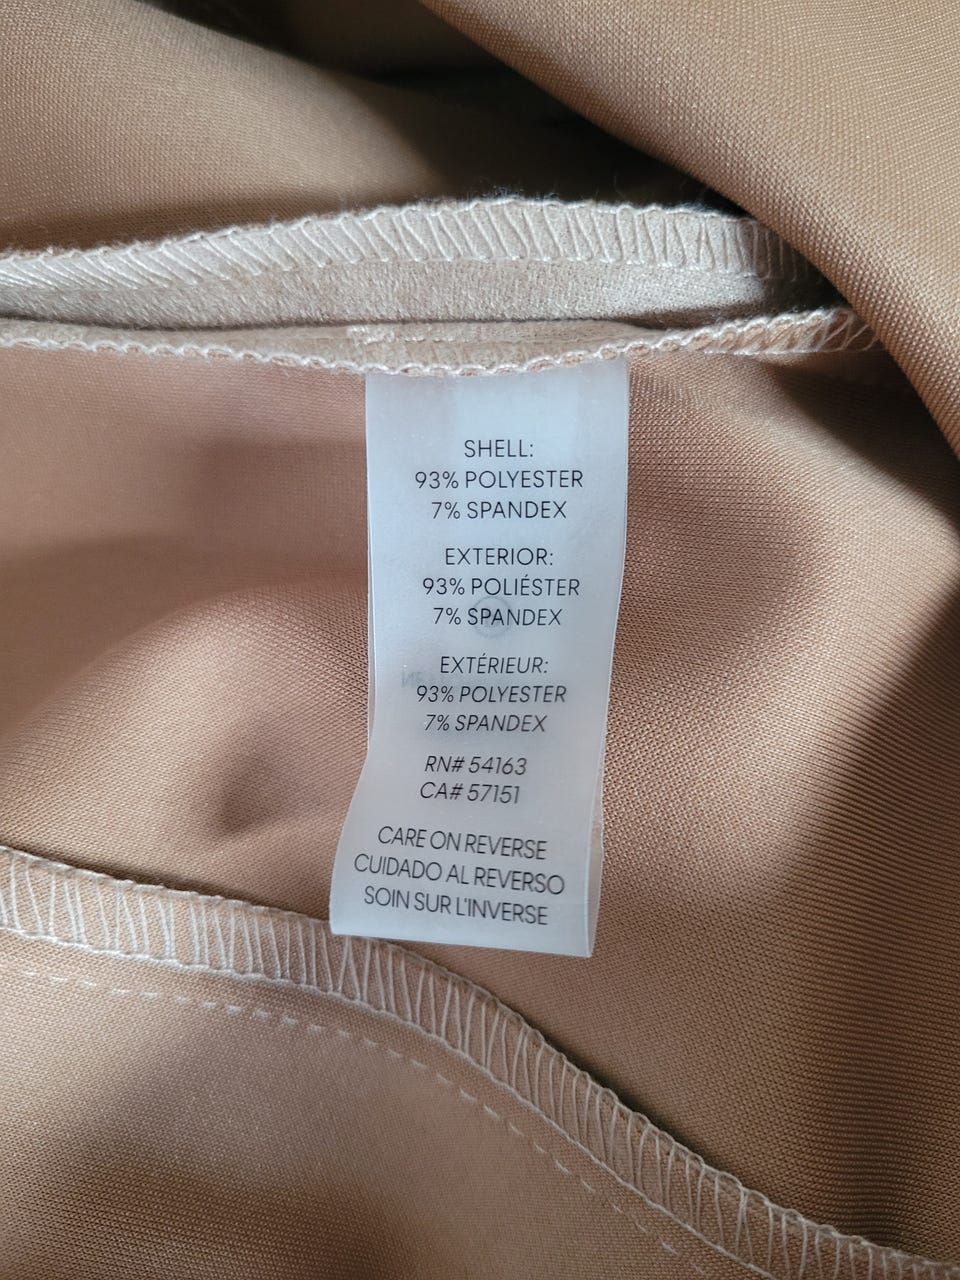 SHELL:
93% POLYESTER
7% SPANDEX
EXTERIOR:
93% POLIÉSTER
7% SPANDEX
EXTÉRIEUR:
93% POLYESTER
7% SPANDEX
RN# 54163
CA# 57151
CARE ON REVERSE
CUIDADO AL REVERSO
SOIN SUR L'INVERSE